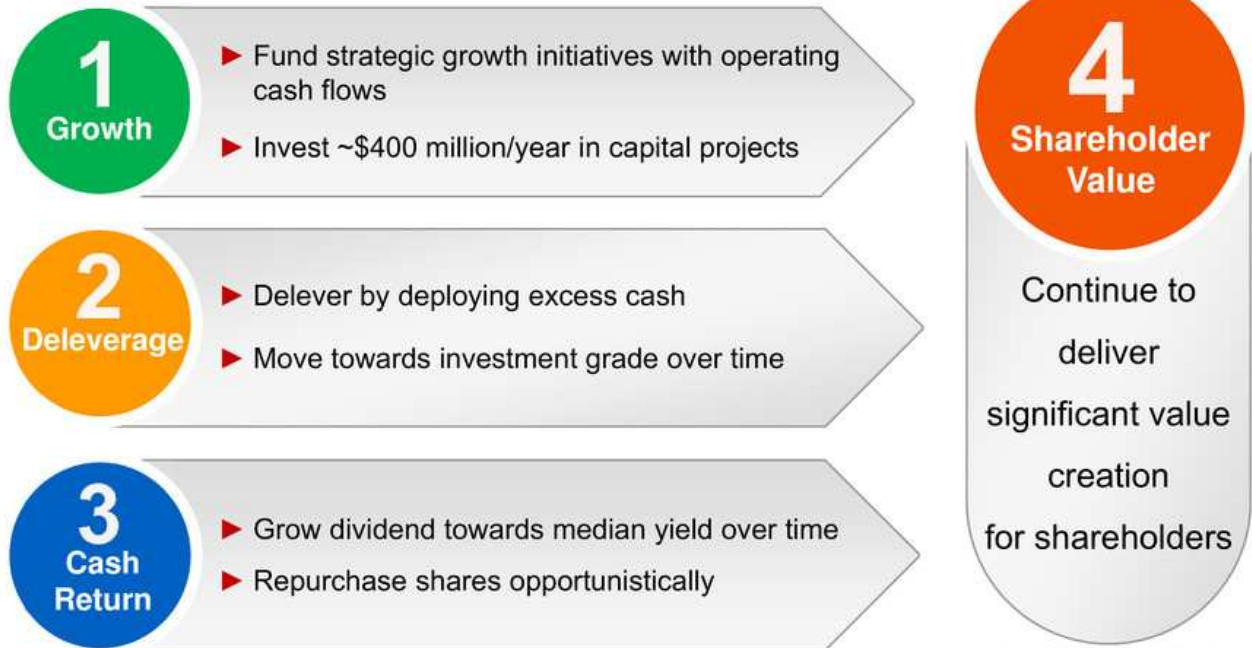 1
Growth
► Fund strategic growth initiatives with operating
cash flows
► Invest ~$400 million/year in capital projects
2
Deleverage
► Delever by deploying excess cash
► Move towards investment grade over time
3
Cash
Return
► Grow dividend towards median yield over time
► Repurchase shares opportunistically
4
Shareholder
Value
Continue to
deliver
significant value
creation
for shareholders